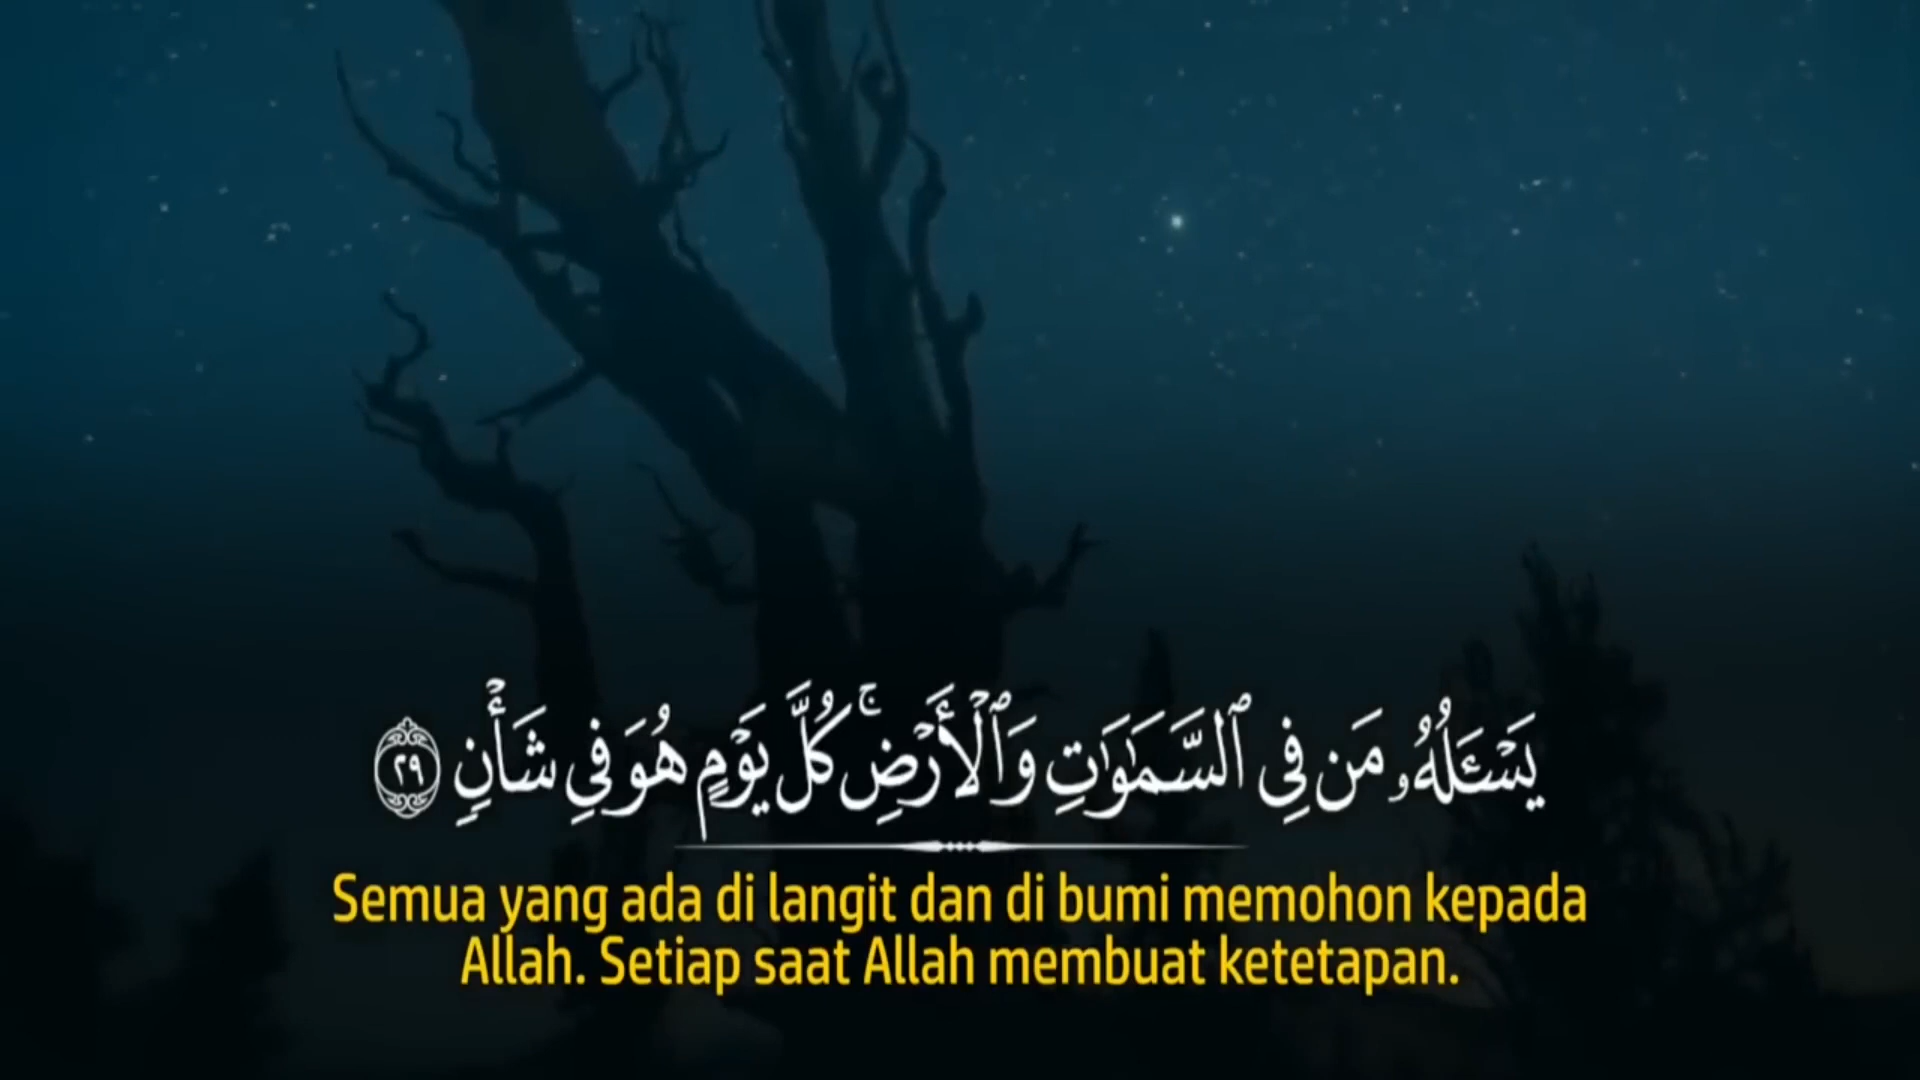 يَسْـَٔلُهُۥ مَن فِى ٱلسَّمَـٰوَٰتِ وَٱلْأَرْضِ ۚ كُلَّ يَوْمٍ هُوَ فِى شَأْنٍ ٢٩
Semua yang ada di langit dan di bumi memohon kepada
Allah. Setiap saat Allah membuat ketetapan.